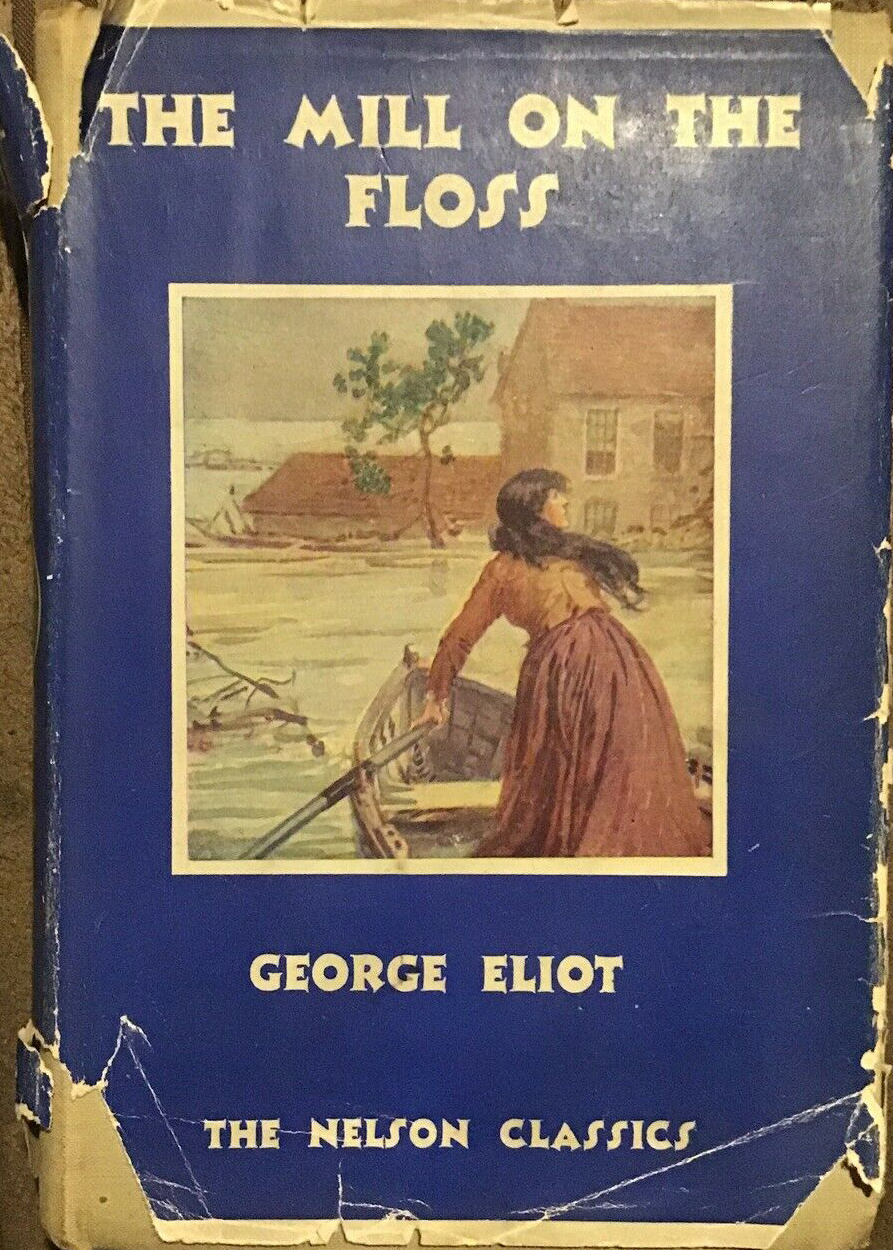 THE MILL ON THE
FLOSS
GEORGE ELIOT
THE NELSON CLASSICS